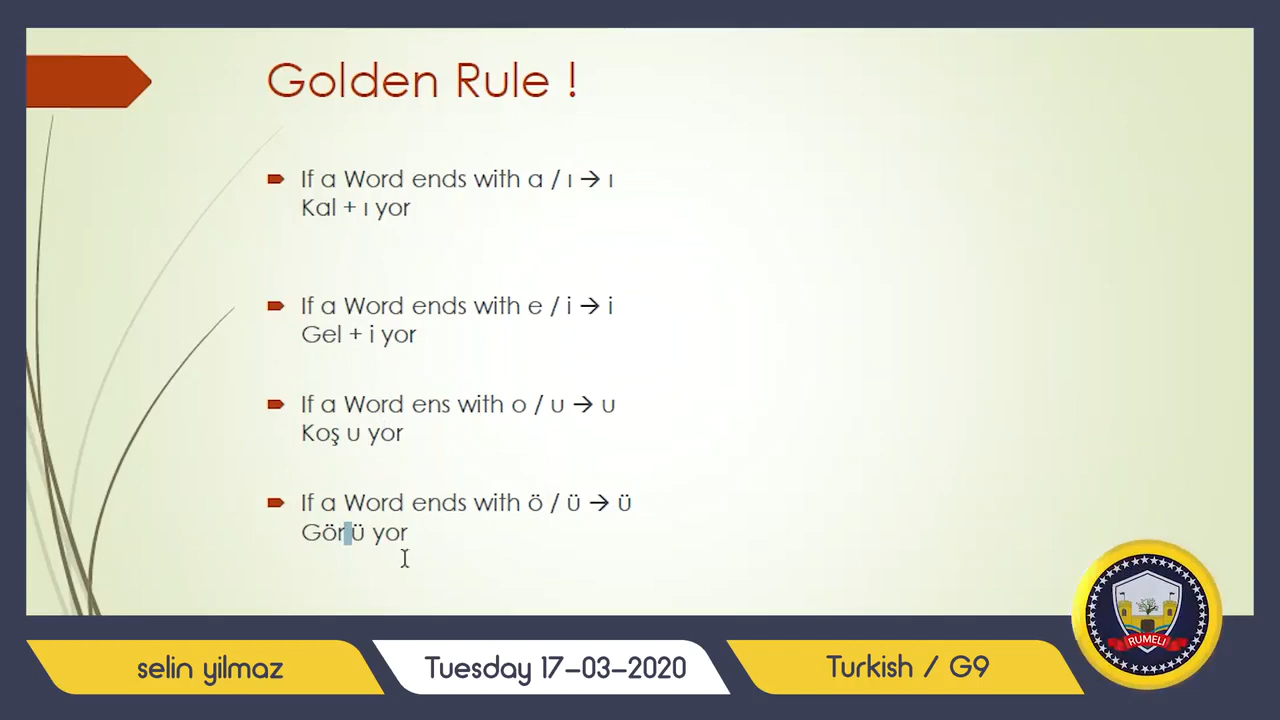 Golden Rule !
If a Word ends with a / ı → ı
Kal + ı yor
If a Word ends with e / i → i
Gel + i yor
If a Word ens with o / u → u
Koş u yor
If a Word ends with ö / ü → ü
Gör ü yor
RUMELI
selin yilmaz
Tuesday 17-03-2020
Turkish / G9